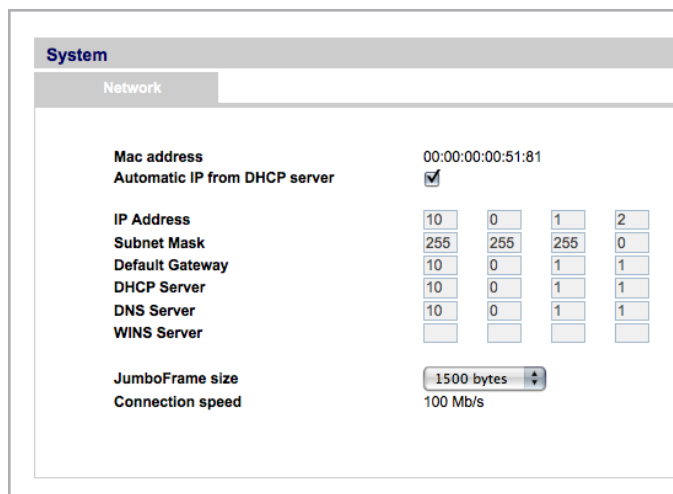 System
Network
Mac address 00:00:00:00:51:81
Automatic IP from DHCP server
IP Address 10 0 1 2
Subnet Mask 255 255 255 0
Default Gateway 10 0 1 1
DHCP Server 10 0 1 1
DNS Server 10 0 1 1
WINS Server
JumboFrame size 1500 bytes
Connection speed 100 Mb/s